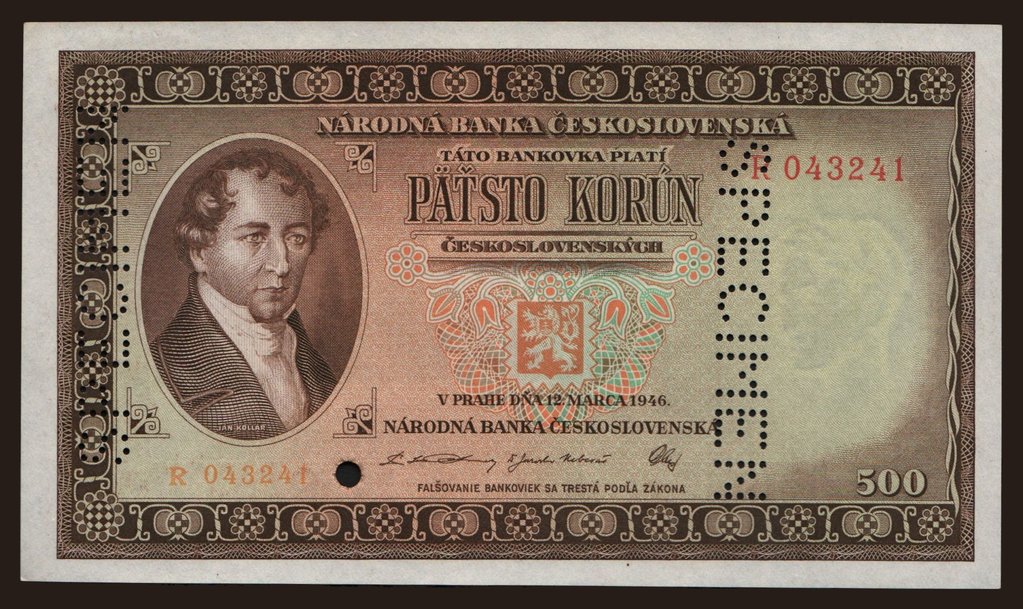 NÁRODNÁ BANKA ČESKOSLOVENSKÁ
TÁTO BANKOVKA PLATÍ
R 043241
PÄŤSTO KORÚN
ČESKOSLOVENSKÝCH
SPECIMEN
V PRAHE DŇA 12. MARCA 1946.
NÁRODNÁ BANKA ČESKOSLOVENSKÁ
JÁN KOLLÁR
R 043241
500
FALŠOVANIE BANKOVIEK SA TRESTÁ PODĽA ZÁKONA